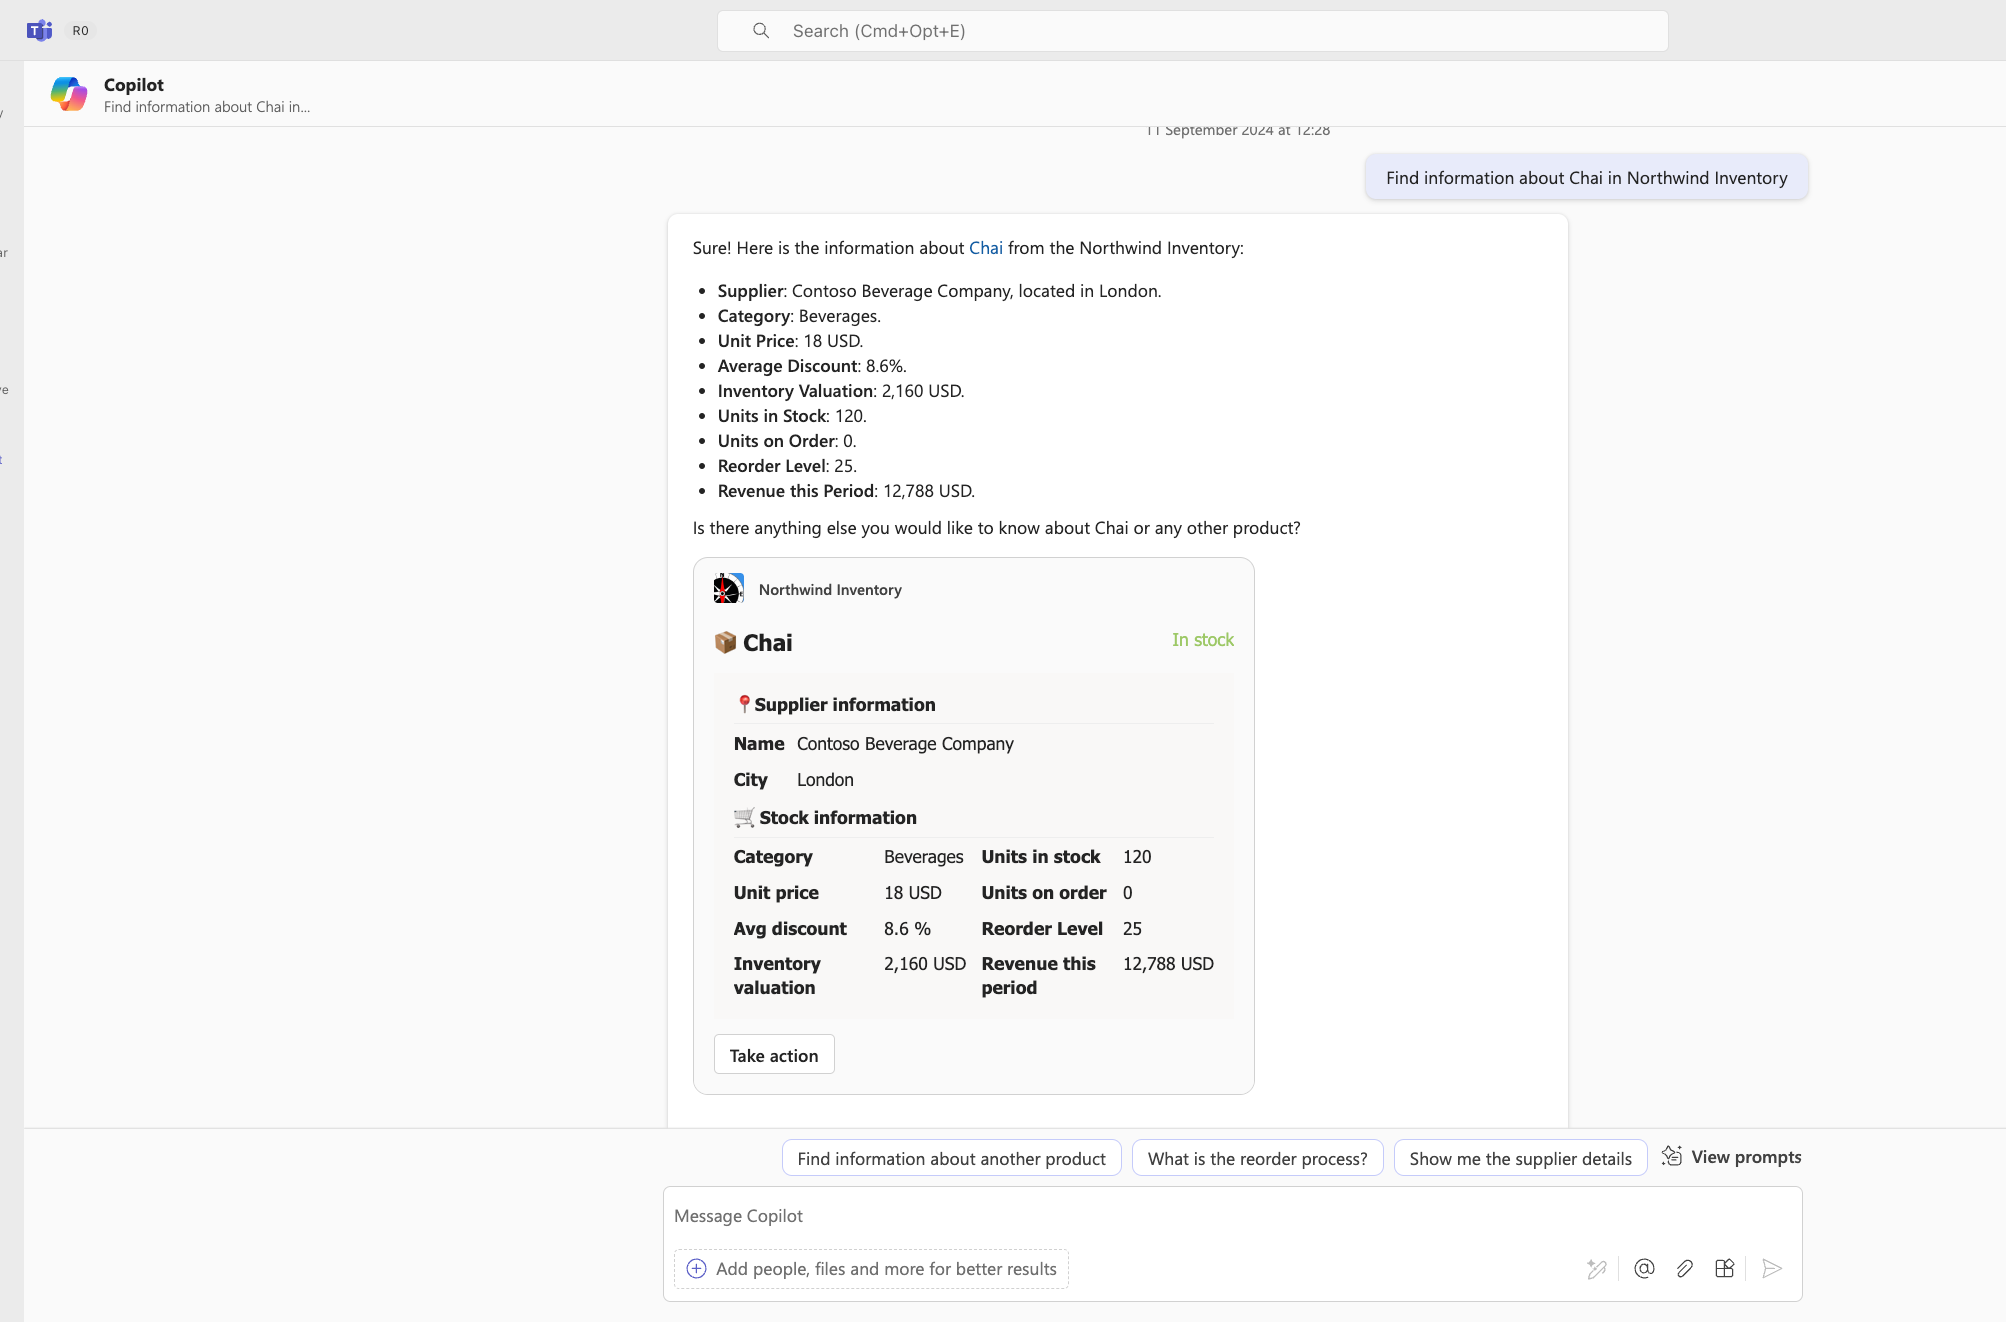 R0
Search (Cmd+Opt+E)
Copilot
Find information about Chai in...
11 September 2024 at 12:28
Find information about Chai in Northwind Inventory
Sure! Here is the information about Chai from the Northwind Inventory:
• Supplier: Contoso Beverage Company, located in London.
• Category: Beverages.
• Unit Price: 18 USD.
• Average Discount: 8.6%.
• Inventory Valuation: 2,160 USD.
• Units in Stock: 120.
• Units on Order: 0.
• Reorder Level: 25.
• Revenue this Period: 12,788 USD.
Is there anything else you would like to know about Chai or any other product?
Northwind Inventory
Chai In stock
Supplier information
Name Contoso Beverage Company
City London
Stock information
Category Beverages Units in stock 120
Unit price 18 USD Units on order 0
Avg discount 8.6 % Reorder Level 25
Inventory 2,160 USD Revenue this 12,788 USD
valuation period
Take action
Find information about another product What is the reorder process? Show me the supplier details View prompts
Message Copilot
Add people, files and more for better results